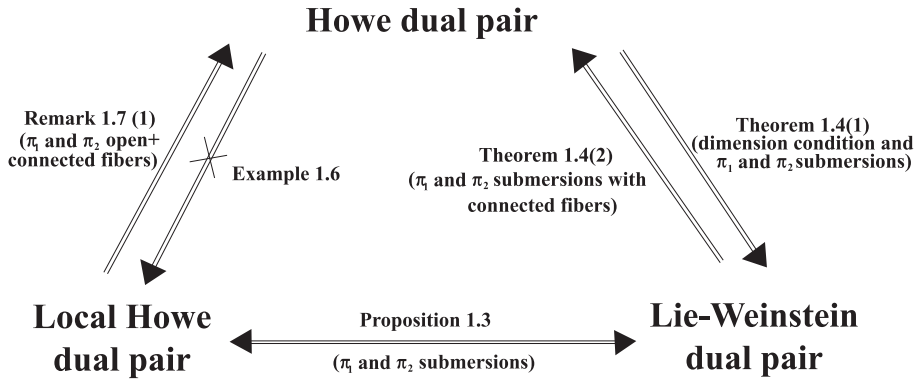 Howe dual pair
Remark 1.7 (1)
(π₁ and π₂ open+
connected fibers)
Example 1.6
Theorem 1.4(2)
(π₁ and π₂ submersions with
connected fibers)
Theorem 1.4(1)
(dimension condition and
π₁ and π₂ submersions)
Local Howe
dual pair
Proposition 1.3
(π₁ and π₂ submersions)
Lie-Weinstein
dual pair